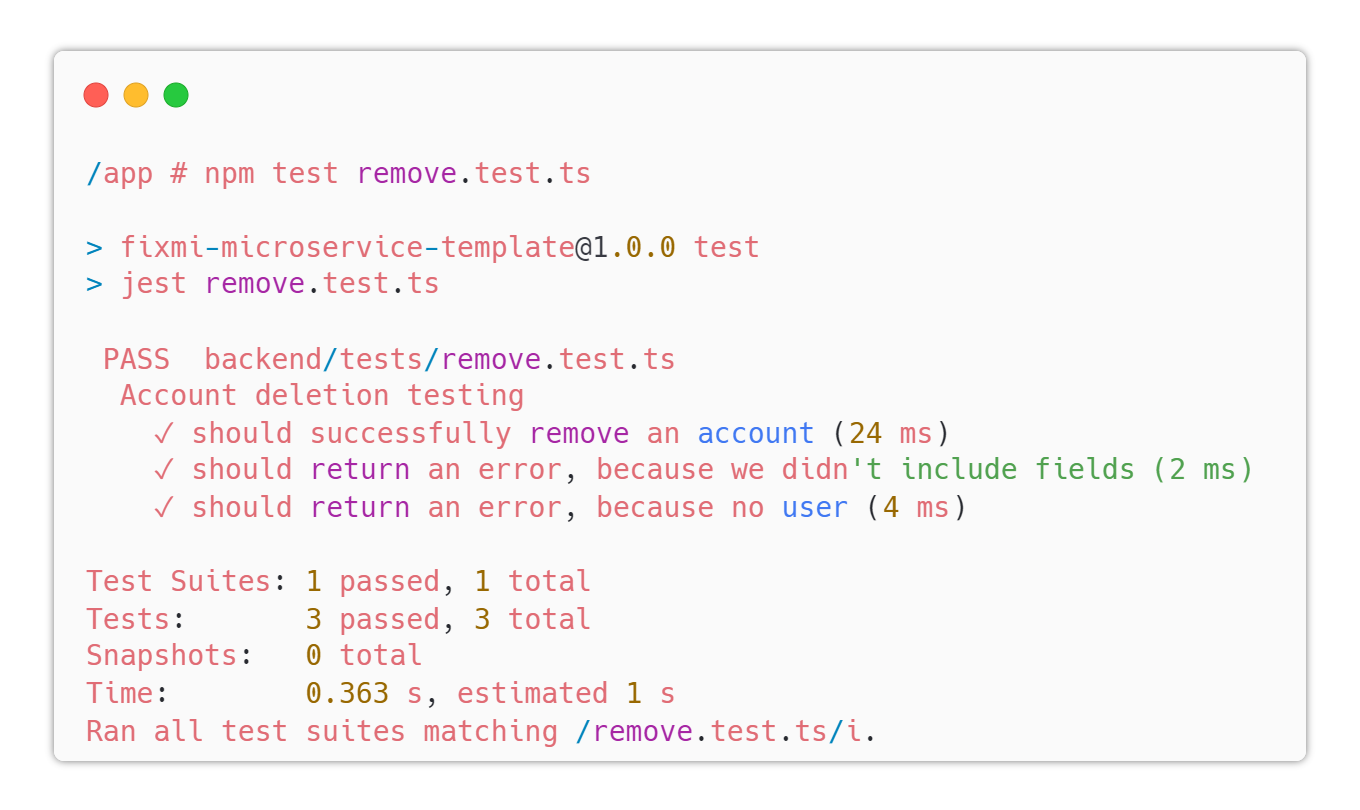 /app # npm test remove.test.ts
> fixmi-microservice-template@1.0.0 test
> jest remove.test.ts
PASS  backend/tests/remove.test.ts
Account deletion testing
✓ should successfully remove an account (24 ms)
✓ should return an error, because we didn't include fields (2 ms)
✓ should return an error, because no user (4 ms)
Test Suites: 1 passed, 1 total
Tests:       3 passed, 3 total
Snapshots:   0 total
Time:        0.363 s, estimated 1 s
Ran all test suites matching /remove.test.ts/i.